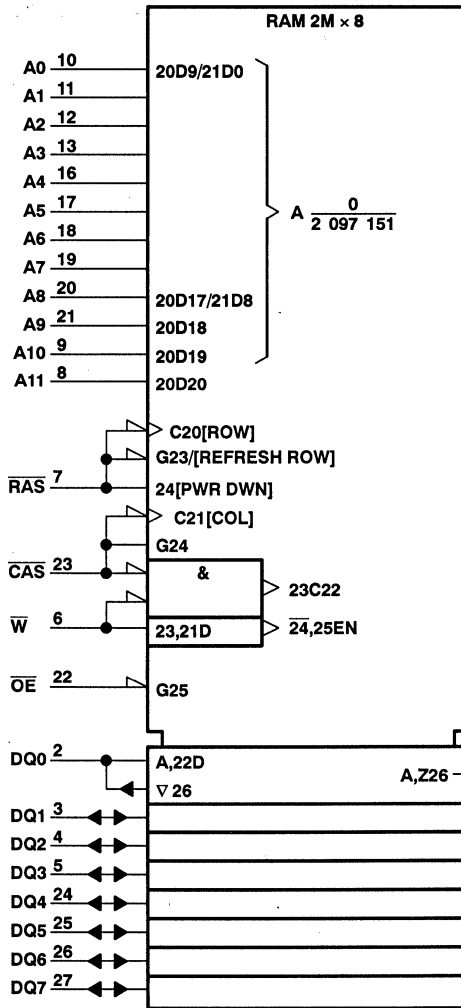 RAM 2M × 8
A0 10 20D9/21D0
A1 11
A2 12
A3 13
A4 16
A5 17
A6 18
A7 19
A8 20 20D17/21D8
A9 21 20D18
A10 9 20D19
A11 8 20D20
A 0
2 097 151
C20[ROW]
G23/[REFRESH ROW]
R̅A̅S̅ 7 24[PWR DWN]
C21[COL]
G24
C̅A̅S̅ 23 &
23C22
W̅ 6 23,21D 2̅4̅,25EN
O̅E̅ 22 G25
DQ0 2 A,22D
A,Z26
▽ 26
DQ1 3
DQ2 4
DQ3 5
DQ4 24
DQ5 25
DQ6 26
DQ7 27